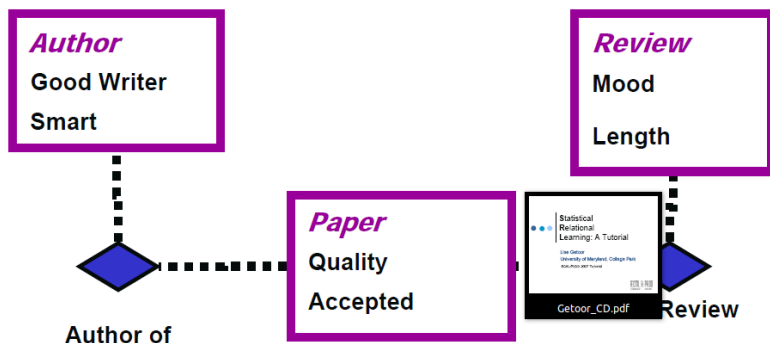 Author
Good Writer
Smart
Review
Mood
Length
Paper
Quality
Accepted
Statistical
Relational
Learning: A Tutorial
Lise Getoor
University of Maryland, College Park
Getoor_CD.pdf
Author of
Review